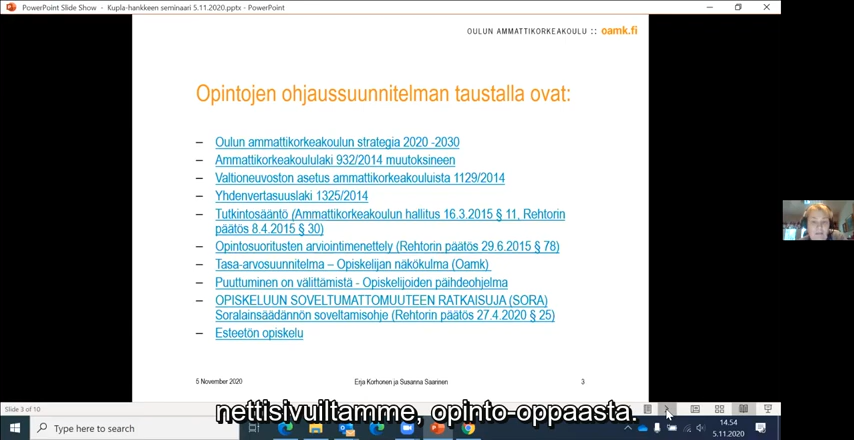 PowerPoint Slide Show - Kupla-hankkeen seminaari 5.11.2020.pptx - PowerPoint
OULUN AMMATTIKORKEAKOULU :: oamk.fi
Opintojen ohjaussuunnitelman taustalla ovat:
– Oulun ammattikorkeakoulun strategia 2020 -2030
– Ammattikorkeakoululaki 932/2014 muutoksineen
– Valtioneuvoston asetus ammattikorkeakouluista 1129/2014
– Yhdenvertasuuslaki 1325/2014
– Tutkintosääntö (Ammattikorkeakoulun hallitus 16.3.2015 § 11, Rehtorin
päätös 8.4.2015 § 30)
– Opintosuoritusten arviointimenettely (Rehtorin päätös 29.6.2015 § 78)
– Tasa-arvosuunnitelma – Opiskelijan näkökulma (Oamk)
– Puuttuminen on välittämistä - Opiskelijoiden päihdeohjelma
– OPISKELUUN SOVELTUMATTOMUUTEEN RATKAISUJA (SORA)
Soralainsäädännön soveltamisohje (Rehtorin päätös 27.4.2020 § 25)
– Esteetön opiskelu
5 November 2020
Erja Korhonen ja Susanna Saarinen
3
Slide 3 of 10
nettisivuiltamme, opinto-oppaasta.
Type here to search
14.54
5.11.2020